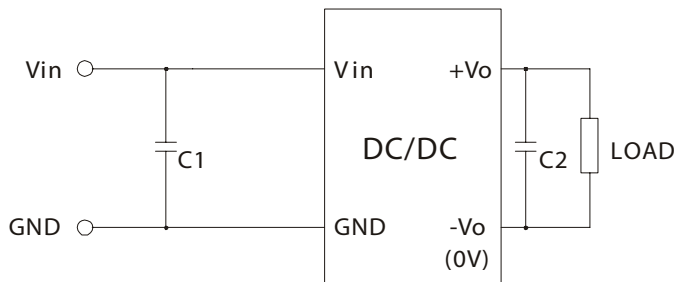 Vin
Vin
+Vo
C1
DC/DC
C2
LOAD
GND
GND
-Vo
(0V)